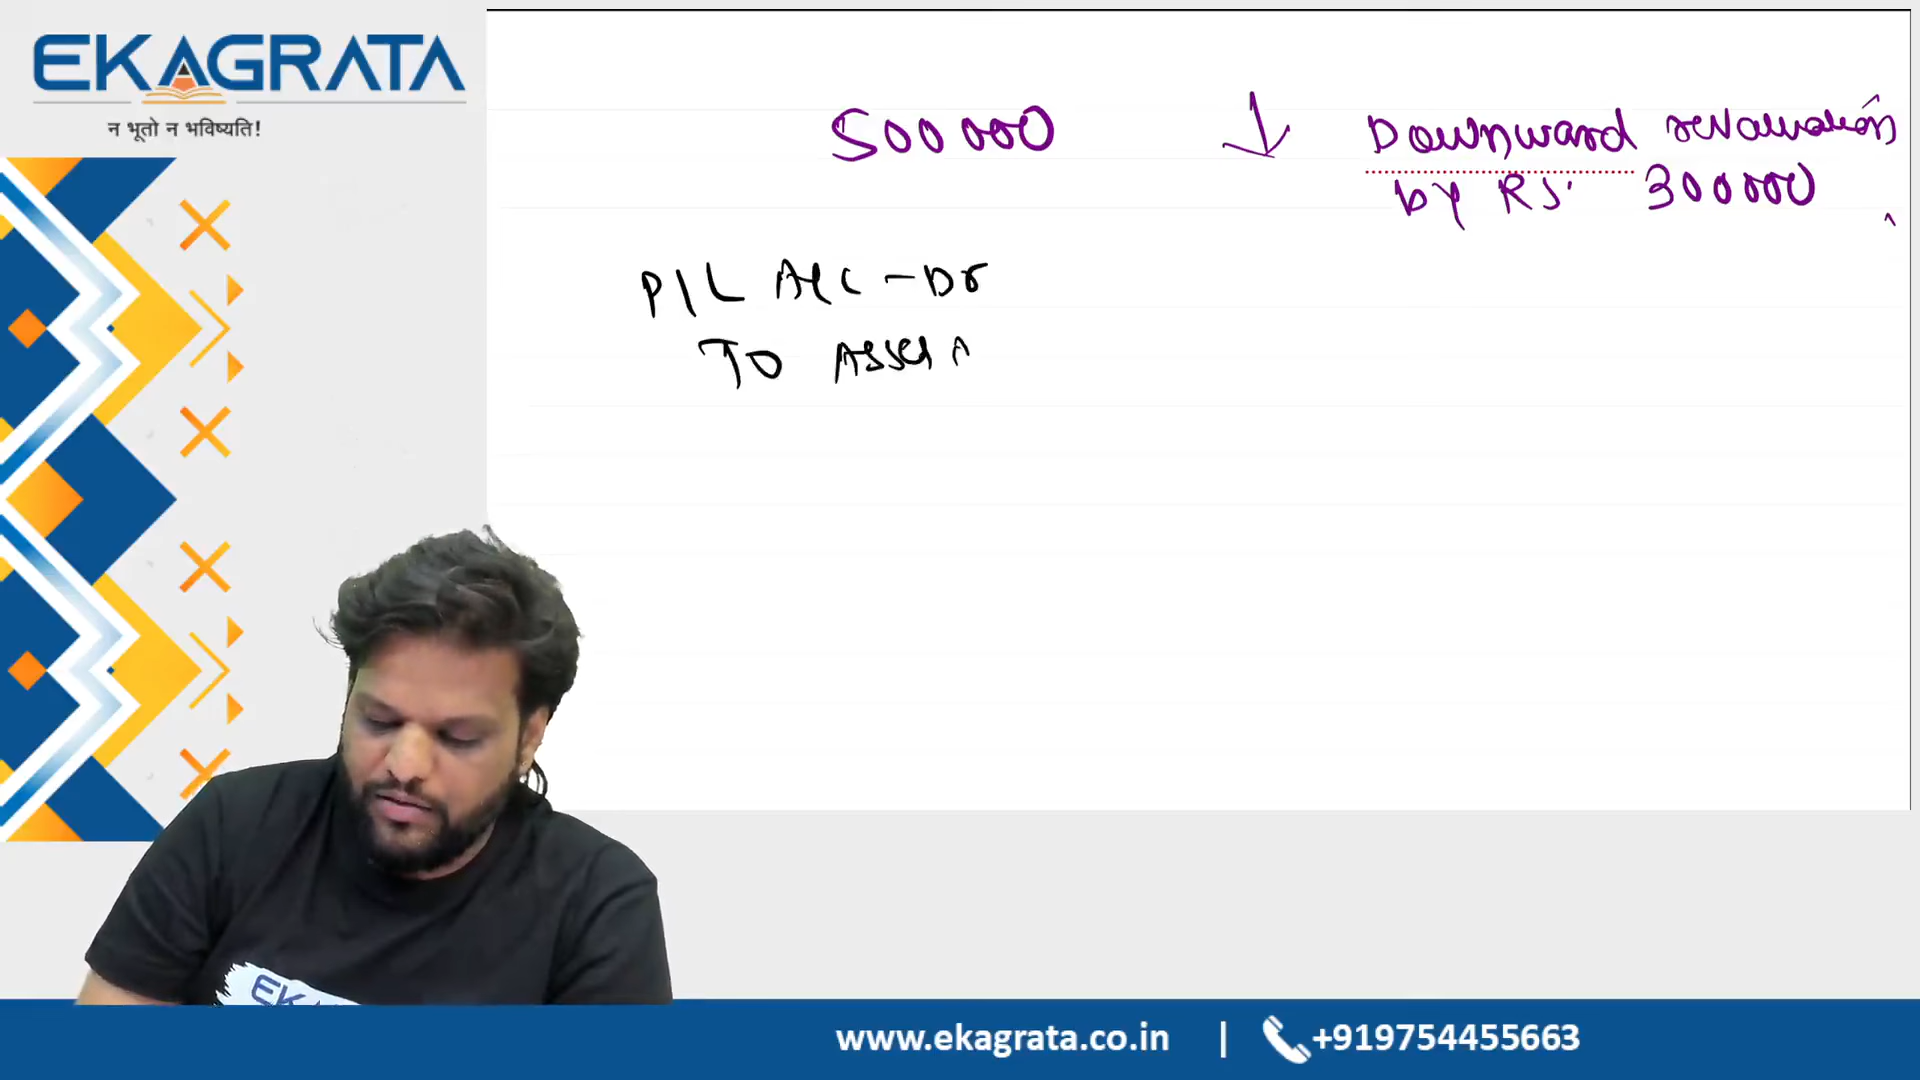 EKAGRATA
न भूतो न भविष्यति!
500000 ↓ Downward revaluation
by RS. 300000
P/L A/C - Dr
TO Asset A
EK
www.ekagrata.co.in | +919754455663